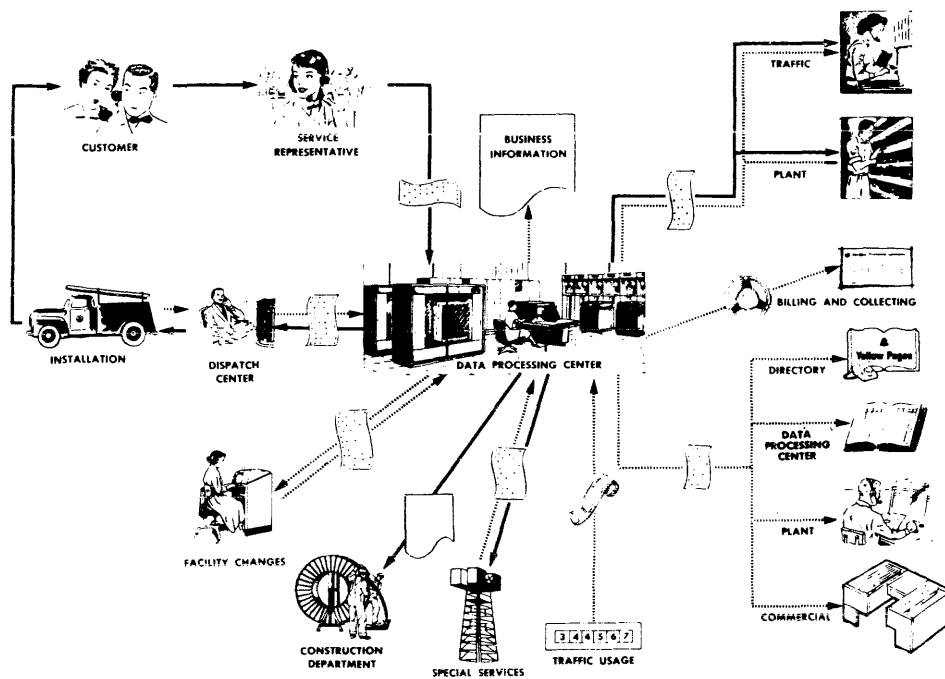 TRAFFIC
CUSTOMER
SERVICE
REPRESENTATIVE
BUSINESS
INFORMATION
PLANT
INSTALLATION
DISPATCH
CENTER
DATA PROCESSING CENTER
BILLING AND COLLECTING
&
Yellow Pages
DIRECTORY
DATA
PROCESSING
CENTER
FACILITY CHANGES
PLANT
CONSTRUCTION
DEPARTMENT
SPECIAL SERVICES
3 4 4 5 6 7
TRAFFIC USAGE
COMMERCIAL